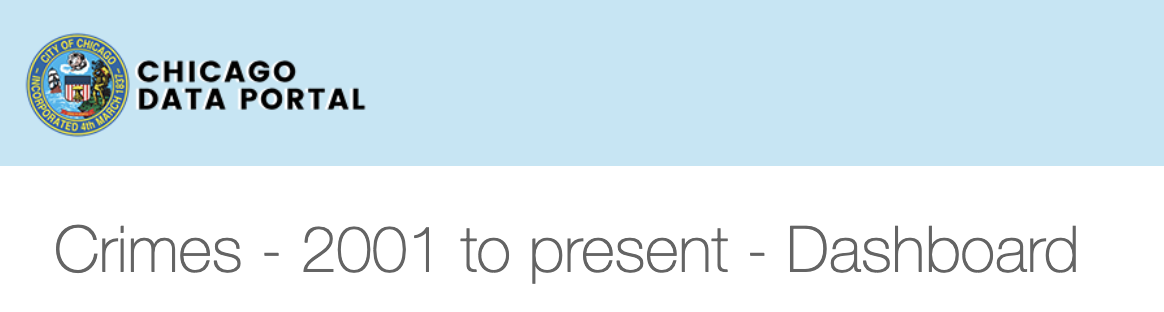 CITY OF CHICAGO
INCORPORATED 4th MARCH 1837
CHICAGO
DATA PORTAL
Crimes - 2001 to present - Dashboard